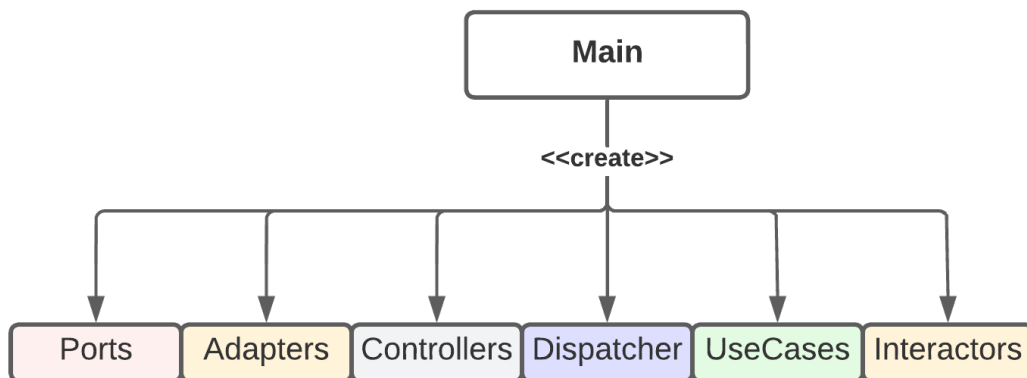 Main
<<create>>
Ports Adapters Controllers Dispatcher UseCases Interactors